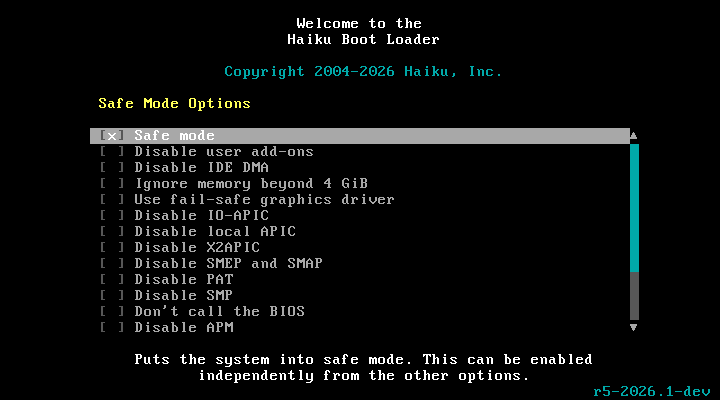 Welcome to the
Haiku Boot Loader
Copyright 2004-2026 Haiku, Inc.
Safe Mode Options
[x] Safe mode
[ ] Disable user add-ons
[ ] Disable IDE DMA
[ ] Ignore memory beyond 4 GiB
[ ] Use fail-safe graphics driver
[ ] Disable IO-APIC
[ ] Disable local APIC
[ ] Disable X2APIC
[ ] Disable SMEP and SMAP
[ ] Disable PAT
[ ] Disable SMP
[ ] Don't call the BIOS
[ ] Disable APM
Puts the system into safe mode. This can be enabled
independently from the other options.
r5-2026.1-dev